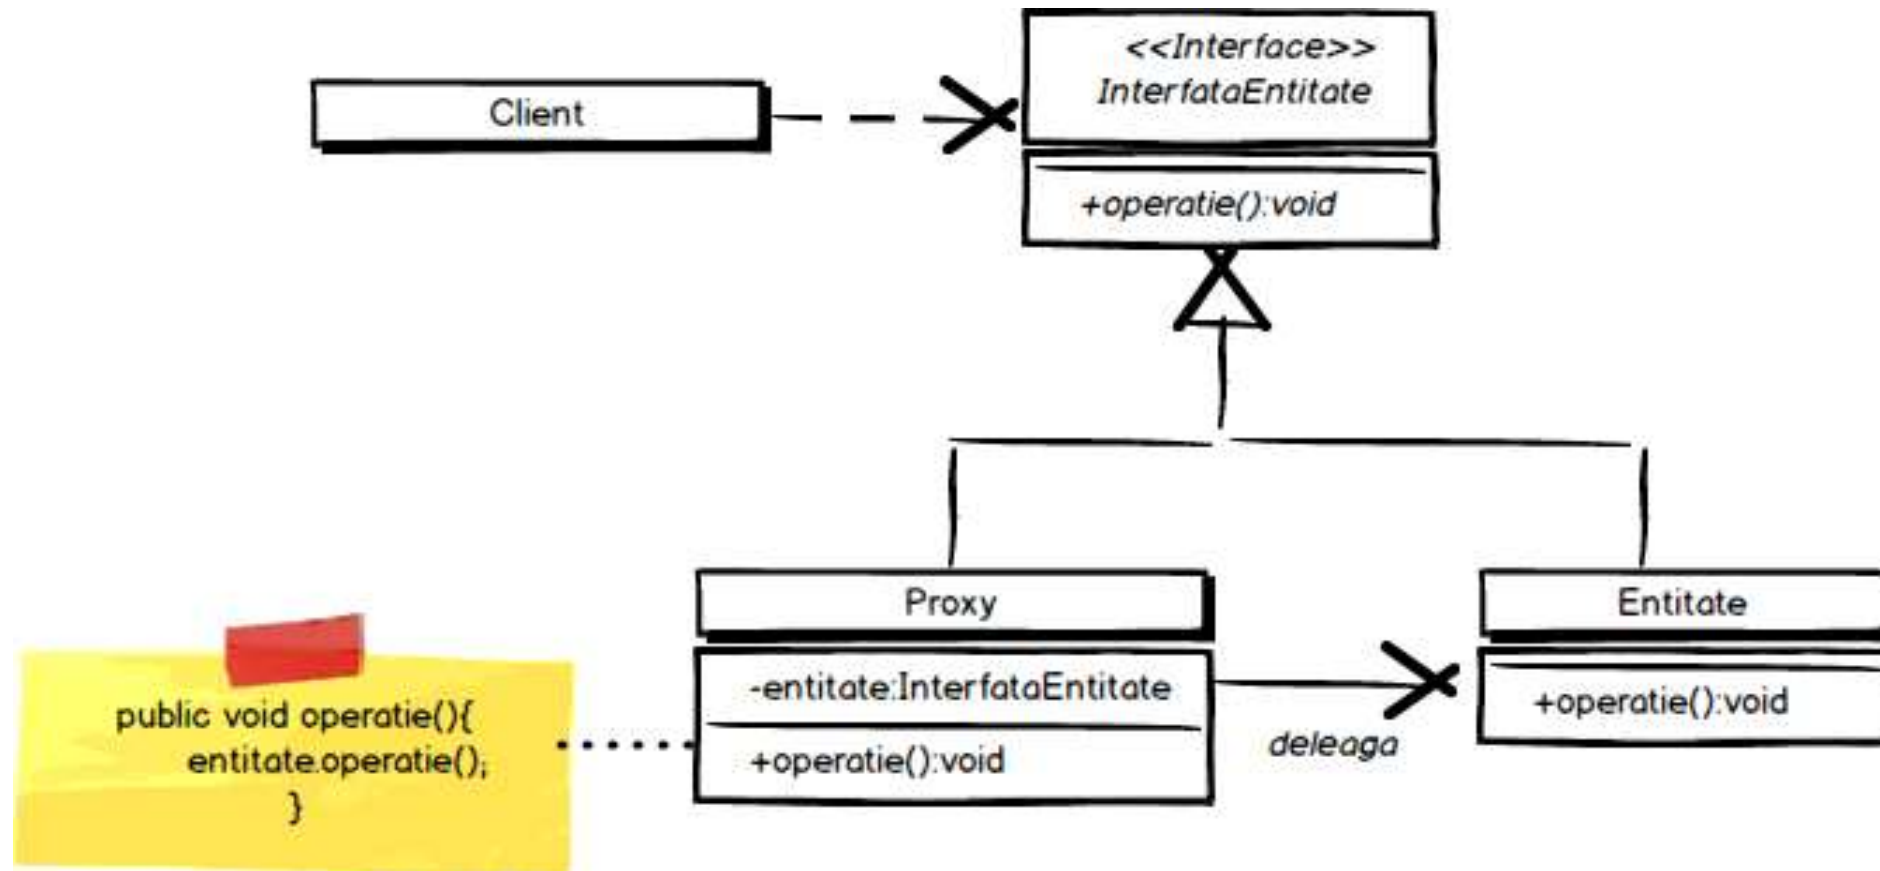 Client
<<Interface>>
InterfataEntitate
+operatie():void
Proxy
-entitate:InterfataEntitate
+operatie():void
deleaga
Entitate
+operatie():void
public void operatie(){
entitate.operatie();
}